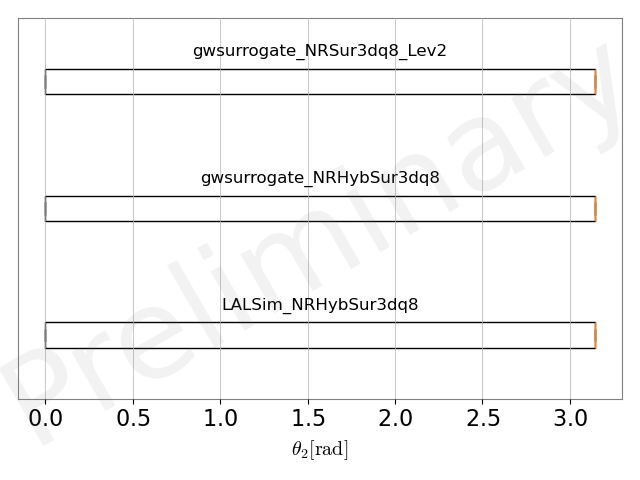 gwsurrogate_NRSur3dq8_Lev2
gwsurrogate_NRHybSur3dq8
LALSim_NRHybSur3dq8
Preliminary
0.0 0.5 1.0 1.5 2.0 2.5 3.0
θ₂[rad]